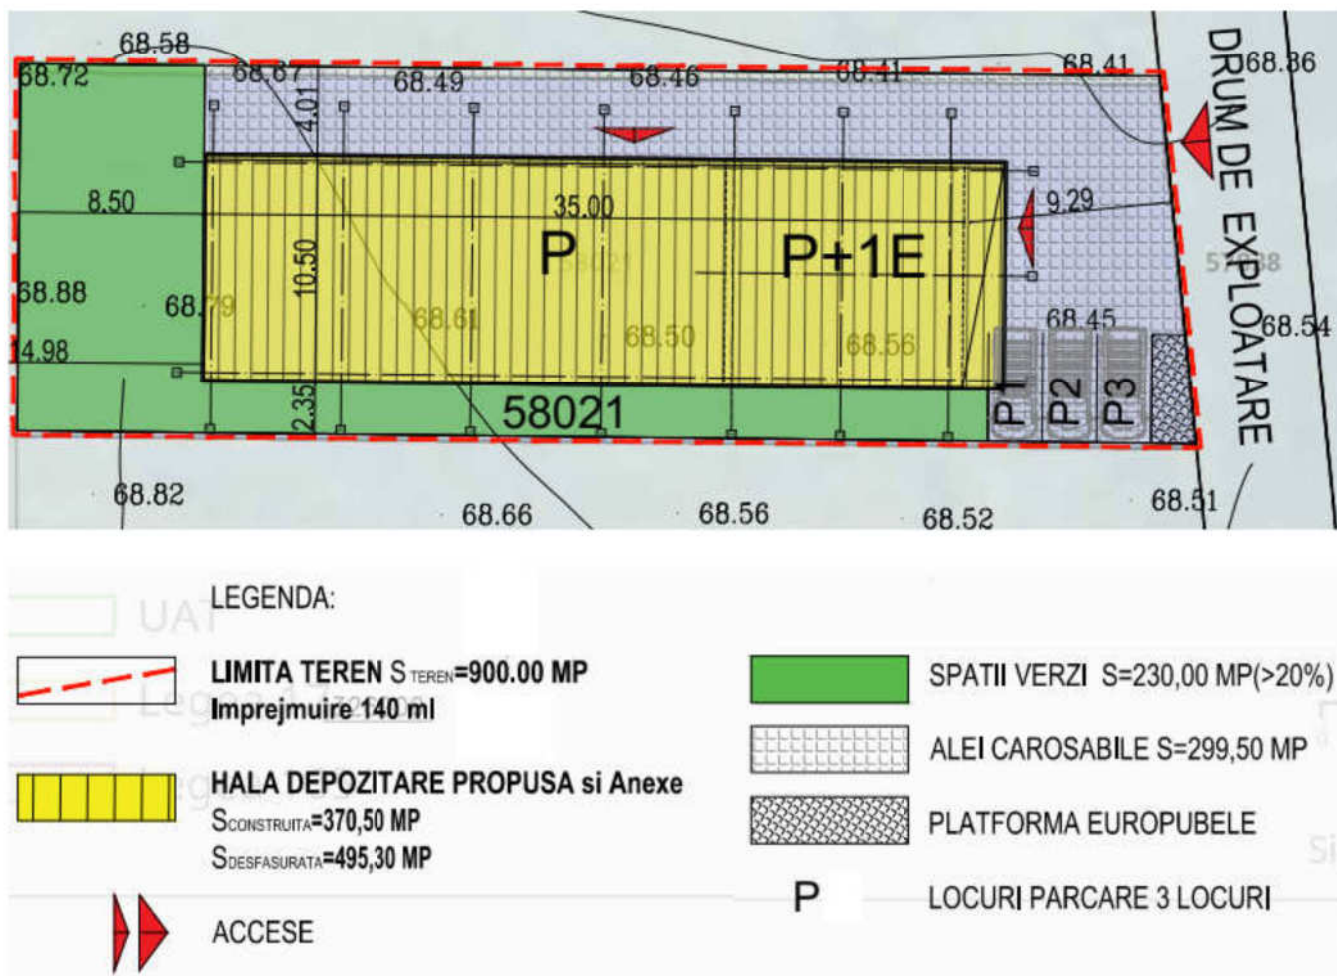 68.58
68.72
68.67
68.49
68.46
68.41
68.41
68.36
4.01
DRUM DE EXPLOATARE
8.50
35.00
9.29
P
P+1E
10.50
68.88
68.79
68.61
68.50
68.56
68.45
68.54
4.98
2.35
58021
P1
P2
P3
68.82
68.66
68.56
68.52
68.51
LEGENDA:
UAT
LIMITA TEREN S TEREN=900.00 MP
Imprejmuire 140 ml
HALA DEPOZITARE PROPUSA si Anexe
SCONSTRUITA=370,50 MP
SDESFASURATA=495,30 MP
ACCESE
SPATII VERZI S=230,00 MP(>20%)
ALEI CAROSABILE S=299,50 MP
PLATFORMA EUROPUBELE
P LOCURI PARCARE 3 LOCURI